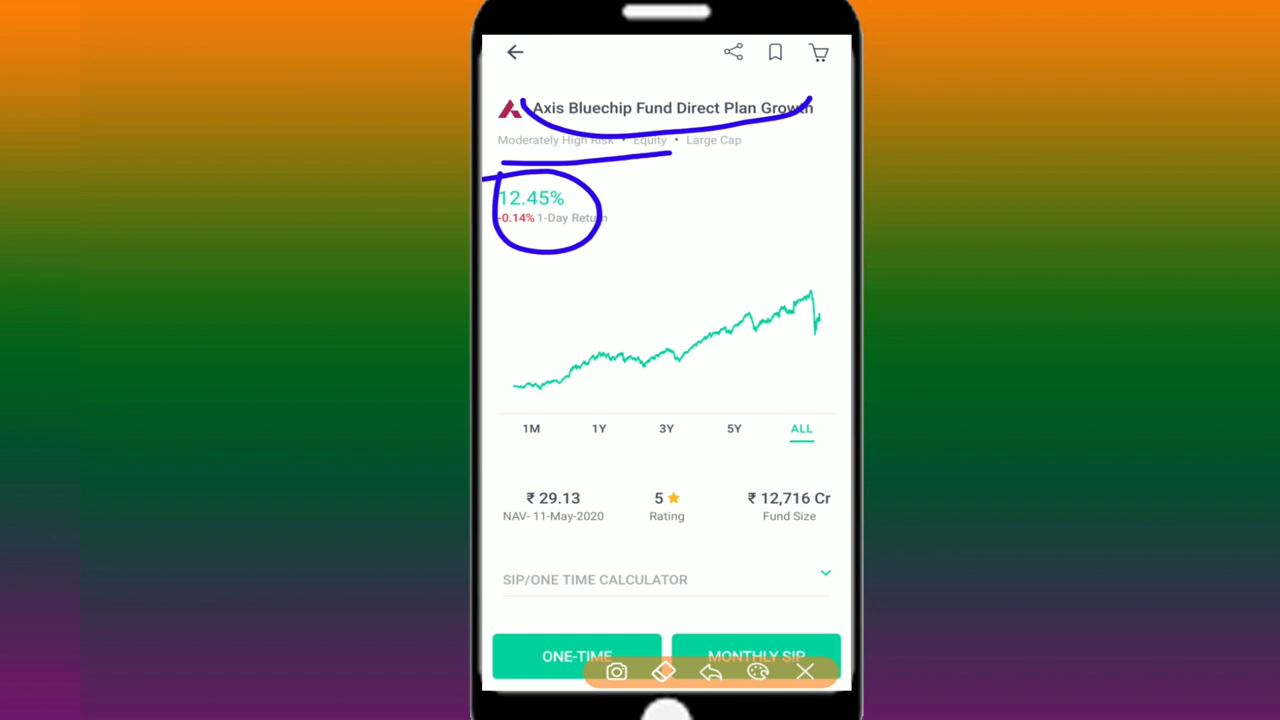 Axis Bluechip Fund Direct Plan Growth
Moderately High Risk • Equity • Large Cap
12.45%
-0.14% 1-Day Return
1M 1Y 3Y 5Y ALL
₹ 29.13 5 ₹ 12,716 Cr
NAV- 11-May-2020 Rating Fund Size
SIP/ONE TIME CALCULATOR
ONE-TIME MONTHLY SIP